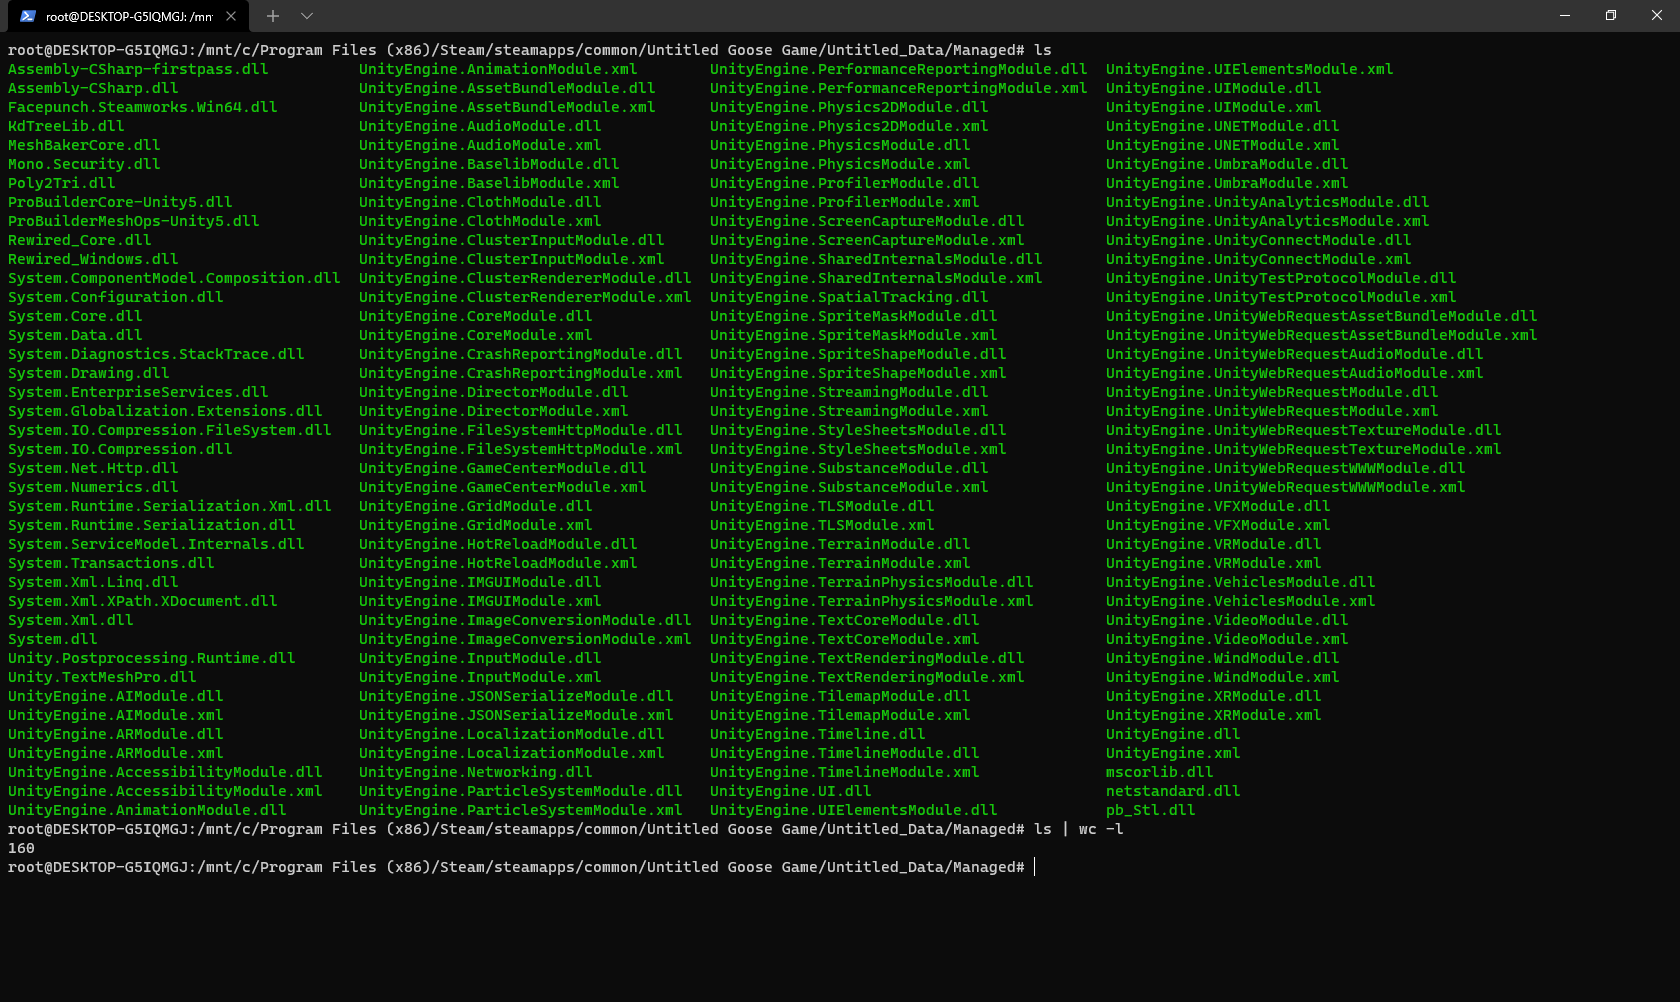 root@DESKTOP-G5IQMGJ: /mnt
root@DESKTOP-G5IQMGJ:/mnt/c/Program Files (x86)/Steam/steamapps/common/Untitled Goose Game/Untitled_Data/Managed# ls
Assembly-CSharp-firstpass.dll UnityEngine.AnimationModule.xml UnityEngine.PerformanceReportingModule.dll UnityEngine.UIElementsModule.xml
Assembly-CSharp.dll UnityEngine.AssetBundleModule.dll UnityEngine.PerformanceReportingModule.xml UnityEngine.UIModule.dll
Facepunch.Steamworks.Win64.dll UnityEngine.AssetBundleModule.xml UnityEngine.Physics2DModule.dll UnityEngine.UIModule.xml
KdTreeLib.dll UnityEngine.AudioModule.dll UnityEngine.Physics2DModule.xml UnityEngine.UNETModule.dll
MeshBakerCore.dll UnityEngine.AudioModule.xml UnityEngine.PhysicsModule.dll UnityEngine.UNETModule.xml
Mono.Security.dll UnityEngine.BaselibModule.dll UnityEngine.PhysicsModule.xml UnityEngine.UmbraModule.dll
Poly2Tri.dll UnityEngine.BaselibModule.xml UnityEngine.ProfilerModule.dll UnityEngine.UmbraModule.xml
ProBuilderCore-Unity5.dll UnityEngine.ClothModule.dll UnityEngine.ProfilerModule.xml UnityEngine.UnityAnalyticsModule.dll
ProBuilderMeshOps-Unity5.dll UnityEngine.ClothModule.xml UnityEngine.ScreenCaptureModule.dll UnityEngine.UnityAnalyticsModule.xml
Rewired_Core.dll UnityEngine.ClusterInputModule.dll UnityEngine.ScreenCaptureModule.xml UnityEngine.UnityConnectModule.dll
Rewired_Windows.dll UnityEngine.ClusterInputModule.xml UnityEngine.SharedInternalsModule.dll UnityEngine.UnityConnectModule.xml
System.ComponentModel.Composition.dll UnityEngine.ClusterRendererModule.dll UnityEngine.SharedInternalsModule.xml UnityEngine.UnityTestProtocolModule.dll
System.Configuration.dll UnityEngine.ClusterRendererModule.xml UnityEngine.SpatialTracking.dll UnityEngine.UnityTestProtocolModule.xml
System.Core.dll UnityEngine.CoreModule.dll UnityEngine.SpriteMaskModule.dll UnityEngine.UnityWebRequestAssetBundleModule.dll
System.Data.dll UnityEngine.CoreModule.xml UnityEngine.SpriteMaskModule.xml UnityEngine.UnityWebRequestAssetBundleModule.xml
System.Diagnostics.StackTrace.dll UnityEngine.CrashReportingModule.dll UnityEngine.SpriteShapeModule.dll UnityEngine.UnityWebRequestAudioModule.dll
System.Drawing.dll UnityEngine.CrashReportingModule.xml UnityEngine.SpriteShapeModule.xml UnityEngine.UnityWebRequestAudioModule.xml
System.EnterpriseServices.dll UnityEngine.DirectorModule.dll UnityEngine.StreamingModule.dll UnityEngine.UnityWebRequestModule.dll
System.Globalization.Extensions.dll UnityEngine.DirectorModule.xml UnityEngine.StreamingModule.xml UnityEngine.UnityWebRequestModule.xml
System.IO.Compression.FileSystem.dll UnityEngine.FileSystemHttpModule.dll UnityEngine.StyleSheetsModule.dll UnityEngine.UnityWebRequestTextureModule.dll
System.IO.Compression.dll UnityEngine.FileSystemHttpModule.xml UnityEngine.StyleSheetsModule.xml UnityEngine.UnityWebRequestTextureModule.xml
System.Net.Http.dll UnityEngine.GameCenterModule.dll UnityEngine.SubstanceModule.dll UnityEngine.UnityWebRequestWWWModule.dll
System.Numerics.dll UnityEngine.GameCenterModule.xml UnityEngine.SubstanceModule.xml UnityEngine.UnityWebRequestWWWModule.xml
System.Runtime.Serialization.Xml.dll UnityEngine.GridModule.dll UnityEngine.TLSModule.dll UnityEngine.VFXModule.dll
System.Runtime.Serialization.dll UnityEngine.GridModule.xml UnityEngine.TLSModule.xml UnityEngine.VFXModule.xml
System.ServiceModel.Internals.dll UnityEngine.HotReloadModule.dll UnityEngine.TerrainModule.dll UnityEngine.VRModule.dll
System.Transactions.dll UnityEngine.HotReloadModule.xml UnityEngine.TerrainModule.xml UnityEngine.VRModule.xml
System.Xml.Linq.dll UnityEngine.IMGUIModule.dll UnityEngine.TerrainPhysicsModule.dll UnityEngine.VehiclesModule.dll
System.Xml.XPath.XDocument.dll UnityEngine.IMGUIModule.xml UnityEngine.TerrainPhysicsModule.xml UnityEngine.VehiclesModule.xml
System.Xml.dll UnityEngine.ImageConversionModule.dll UnityEngine.TextCoreModule.dll UnityEngine.VideoModule.dll
System.dll UnityEngine.ImageConversionModule.xml UnityEngine.TextCoreModule.xml UnityEngine.VideoModule.xml
Unity.Postprocessing.Runtime.dll UnityEngine.InputModule.dll UnityEngine.TextRenderingModule.dll UnityEngine.WindModule.dll
Unity.TextMeshPro.dll UnityEngine.InputModule.xml UnityEngine.TextRenderingModule.xml UnityEngine.WindModule.xml
UnityEngine.AIModule.dll UnityEngine.JSONSerializeModule.dll UnityEngine.TilemapModule.dll UnityEngine.XRModule.dll
UnityEngine.AIModule.xml UnityEngine.JSONSerializeModule.xml UnityEngine.TilemapModule.xml UnityEngine.XRModule.xml
UnityEngine.ARModule.dll UnityEngine.LocalizationModule.dll UnityEngine.Timeline.dll UnityEngine.dll
UnityEngine.ARModule.xml UnityEngine.LocalizationModule.xml UnityEngine.TimelineModule.dll UnityEngine.xml
UnityEngine.AccessibilityModule.dll UnityEngine.Networking.dll UnityEngine.TimelineModule.xml mscorlib.dll
UnityEngine.AccessibilityModule.xml UnityEngine.ParticleSystemModule.dll UnityEngine.UI.dll netstandard.dll
UnityEngine.AnimationModule.dll UnityEngine.ParticleSystemModule.xml UnityEngine.UIElementsModule.dll pb_Stl.dll
root@DESKTOP-G5IQMGJ:/mnt/c/Program Files (x86)/Steam/steamapps/common/Untitled Goose Game/Untitled_Data/Managed# ls | wc -l
160
root@DESKTOP-G5IQMGJ:/mnt/c/Program Files (x86)/Steam/steamapps/common/Untitled Goose Game/Untitled_Data/Managed#